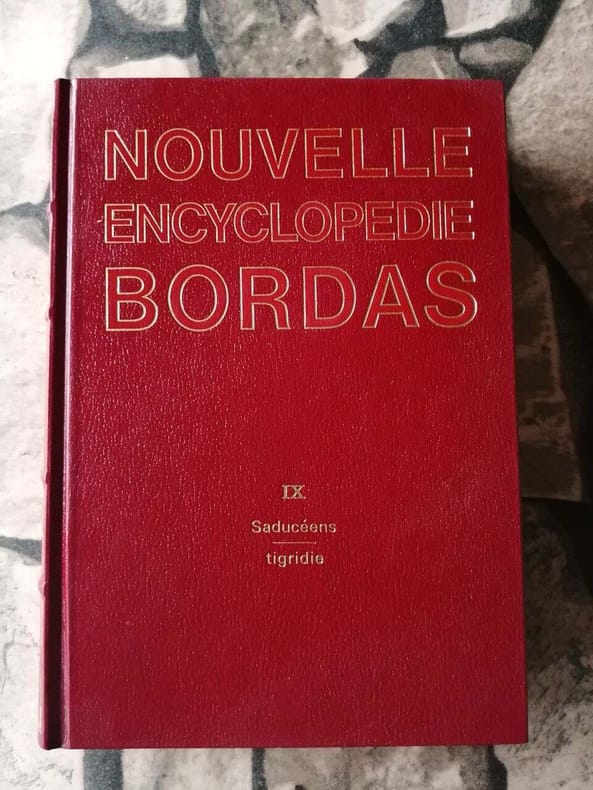 NOUVELLE
ENCYCLOPEDIE
BORDAS
IX
Saducéens
tigridie